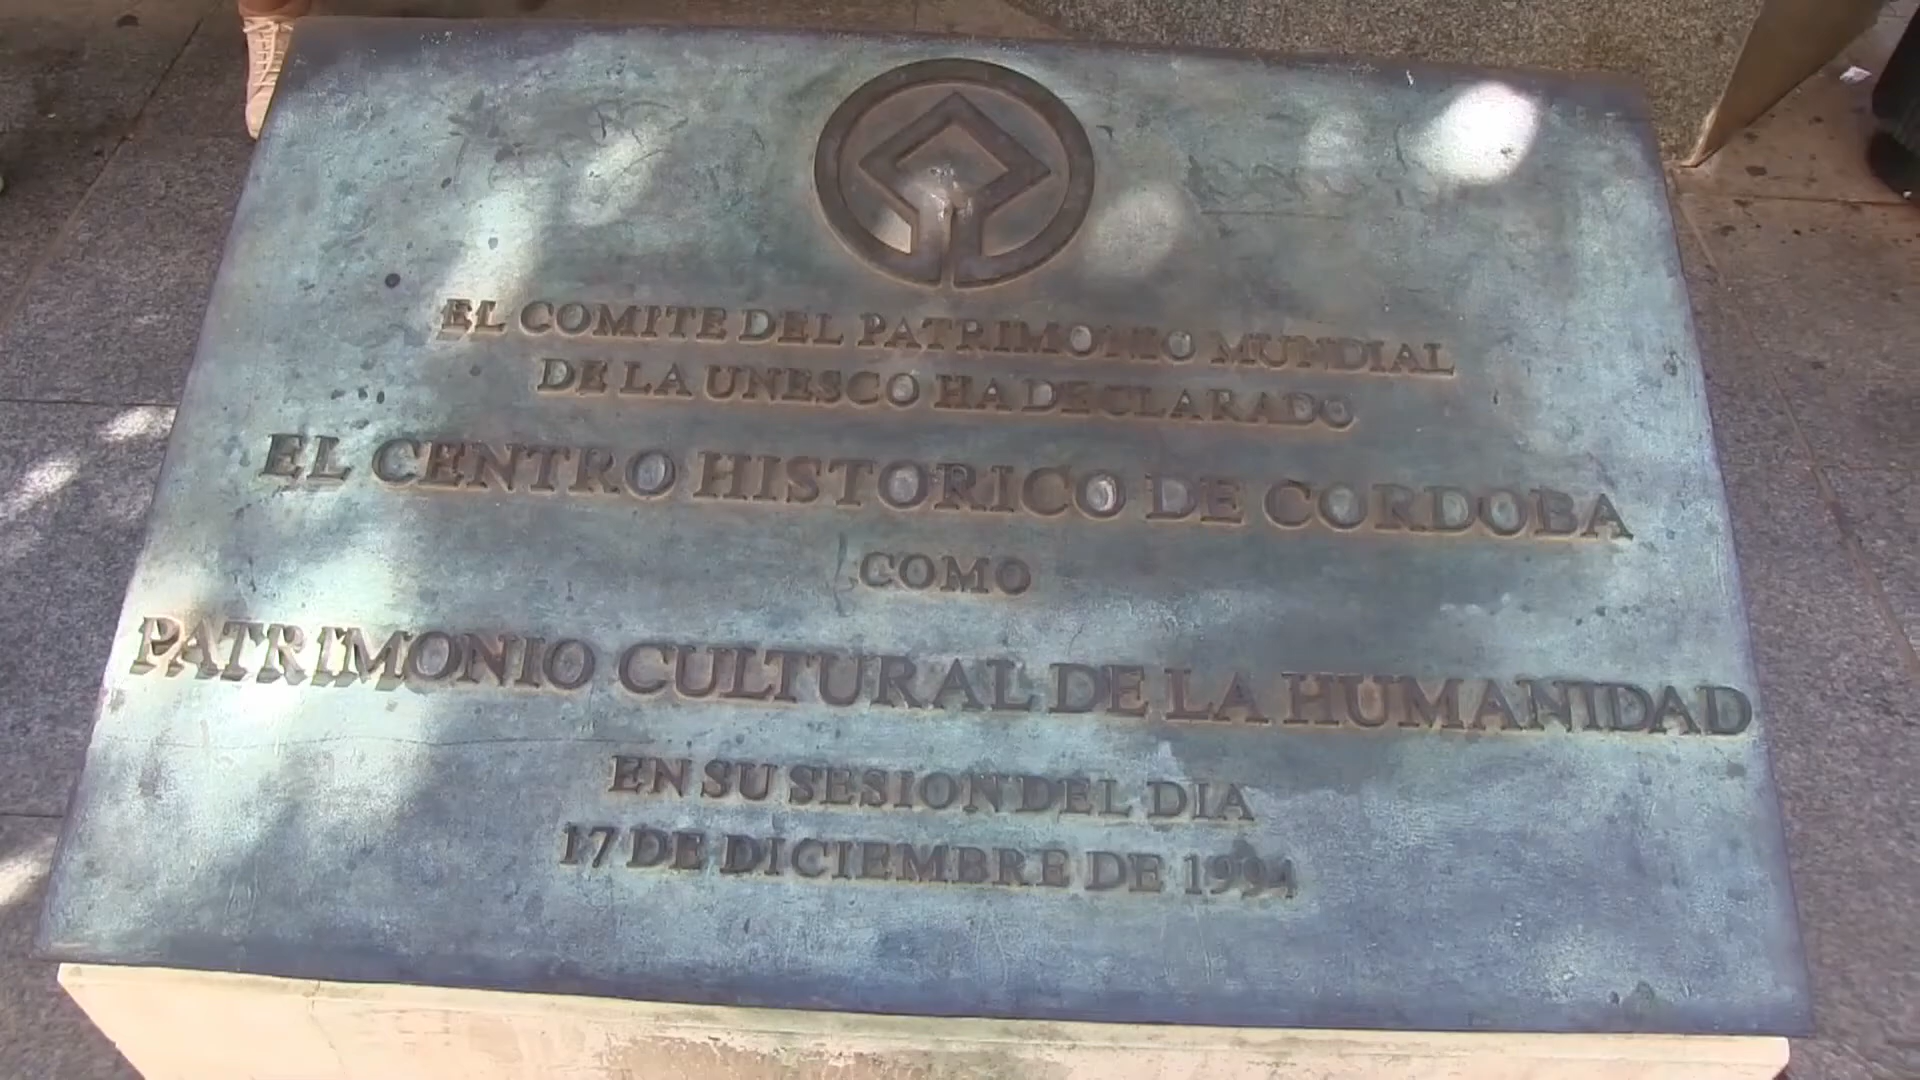 EL COMITE DEL PATRIMONIO MUNDIAL
DE LA UNESCO HA DECLARADO
EL CENTRO HISTORICO DE CORDOBA
COMO
PATRIMONIO CULTURAL DE LA HUMANIDAD
EN SU SESION DEL DIA
17 DE DICIEMBRE DE 1994